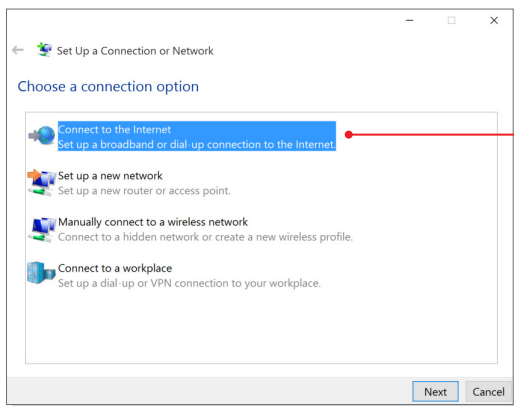 Set Up a Connection or Network
Choose a connection option
Connect to the Internet
Set up a broadband or dial-up connection to the Internet.
Set up a new network
Set up a new router or access point.
Manually connect to a wireless network
Connect to a hidden network or create a new wireless profile.
Connect to a workplace
Set up a dial-up or VPN connection to your workplace.
Next Cancel